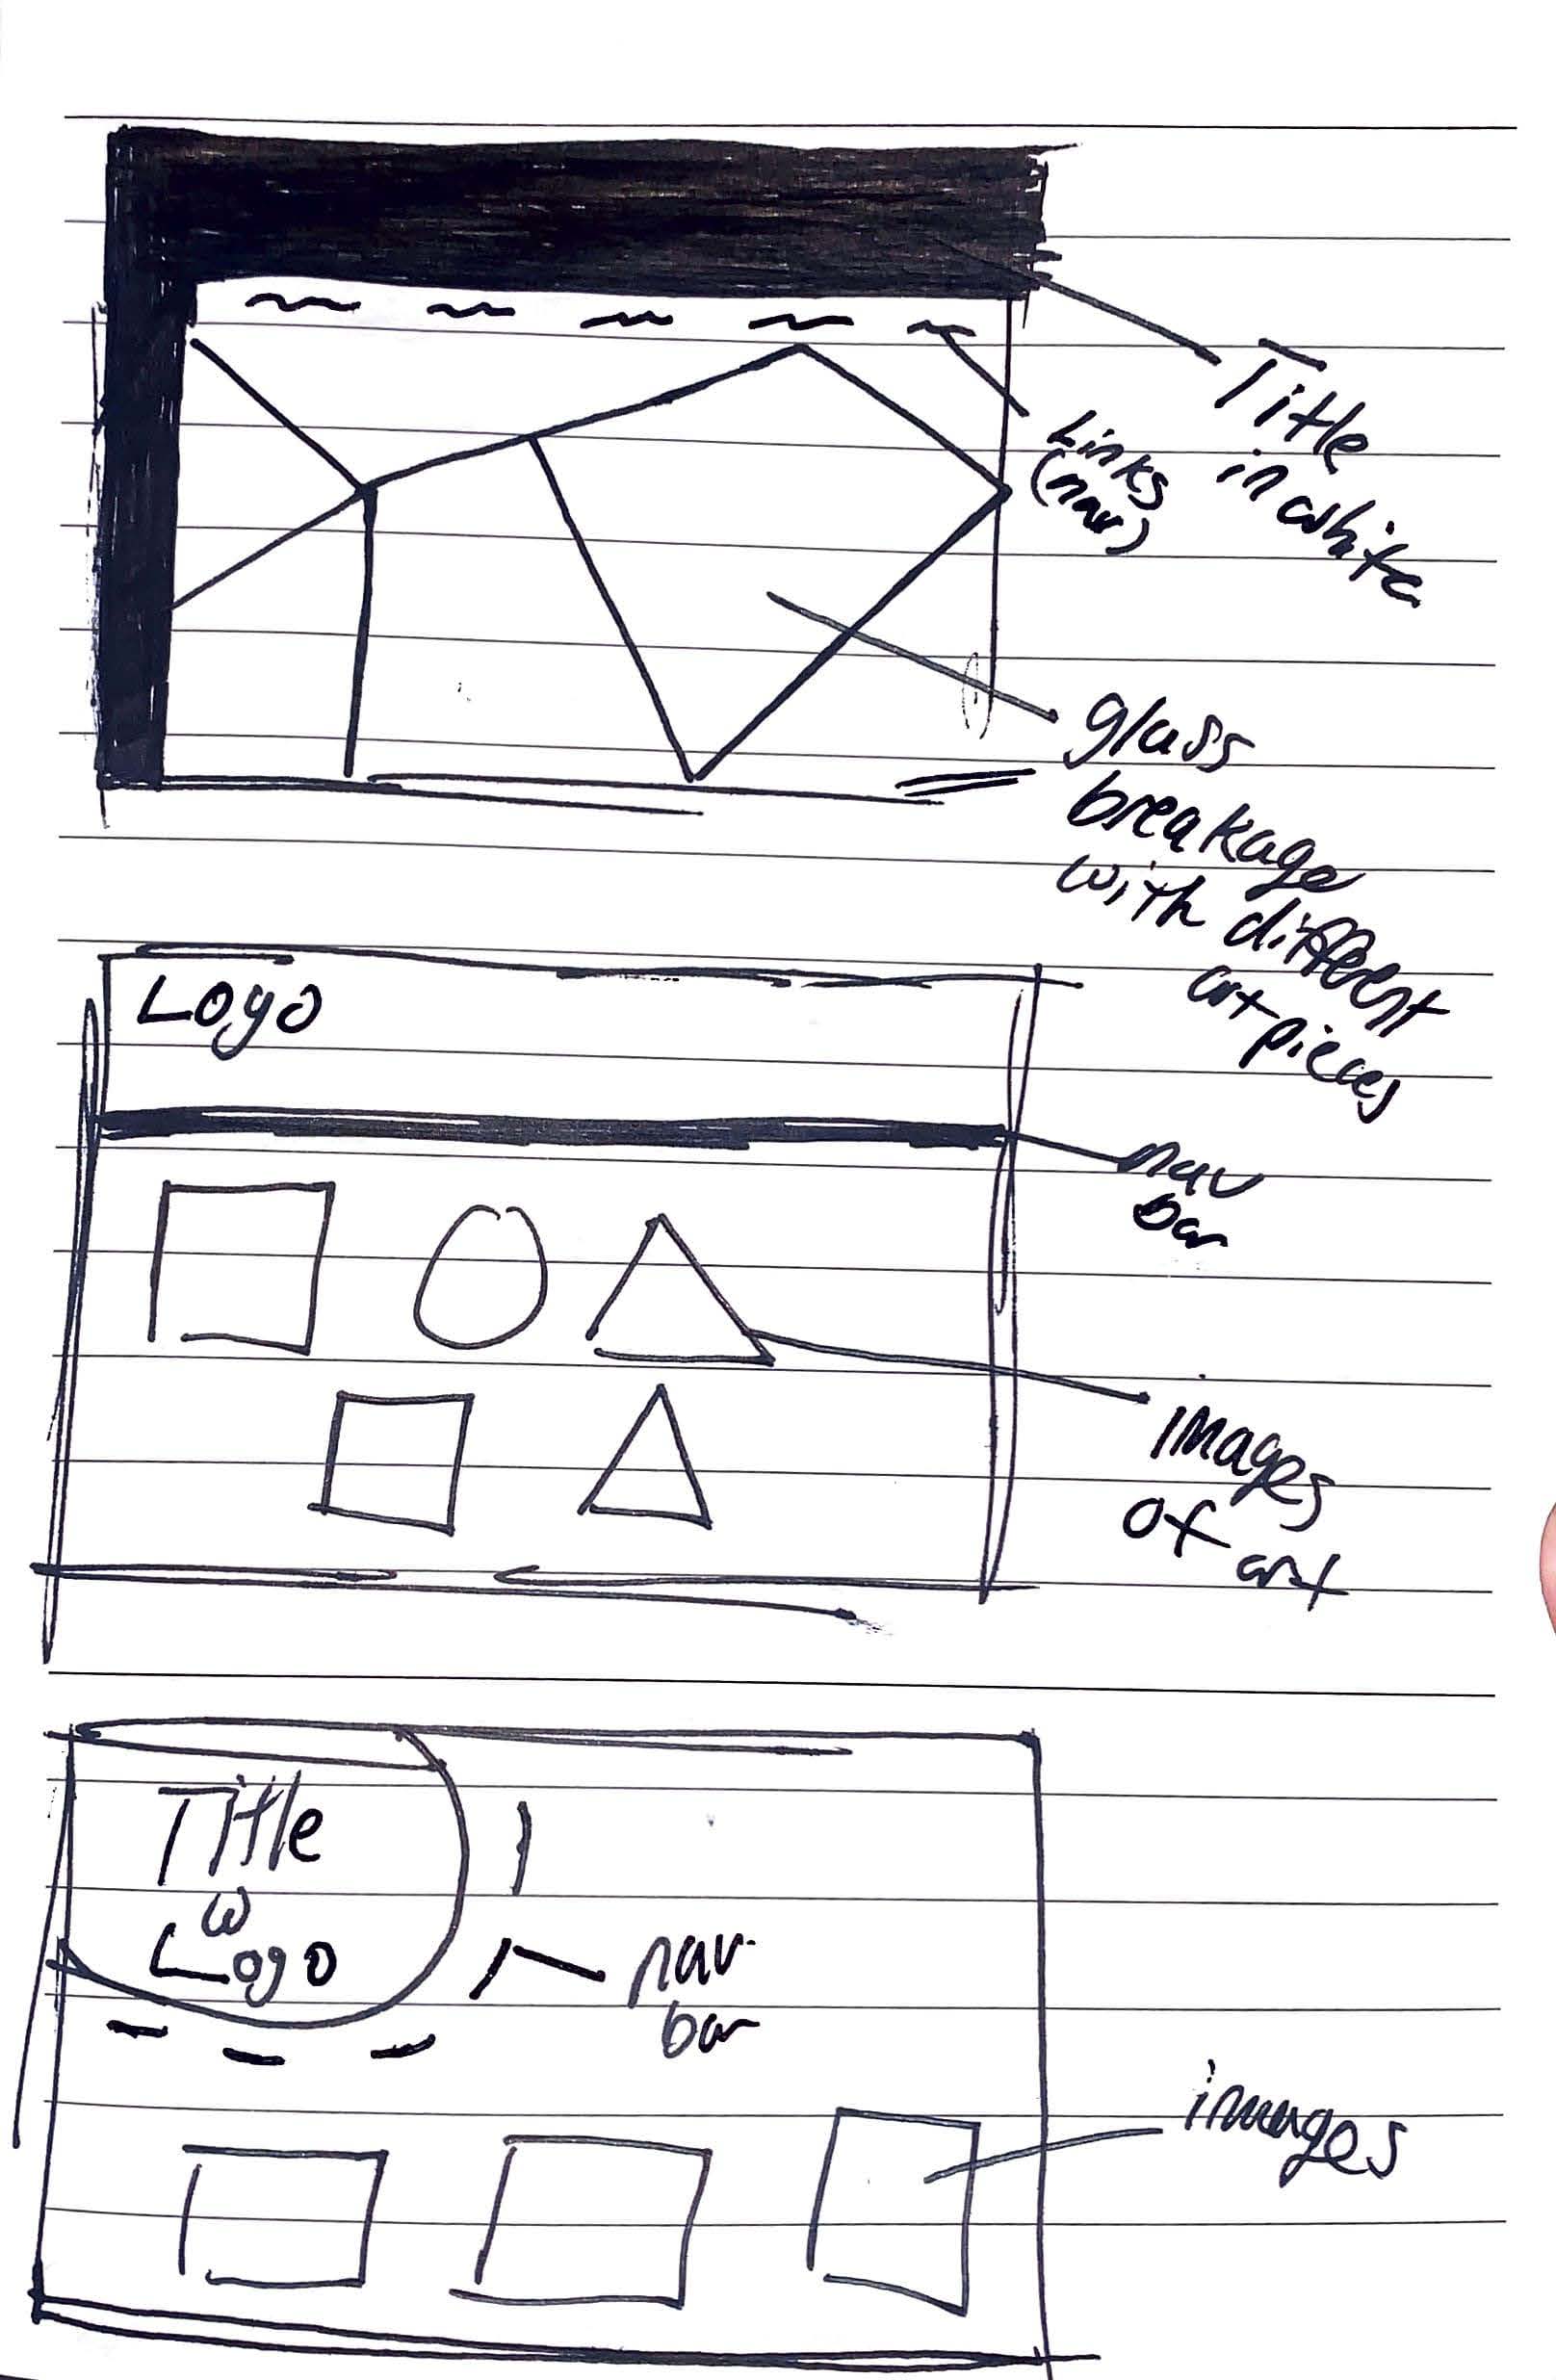 Title
in white
Links
(nav)
glass
breakage
with different
art pieces
Logo
nav
bar
images
of art
Title
w
Logo
nav
bar
images